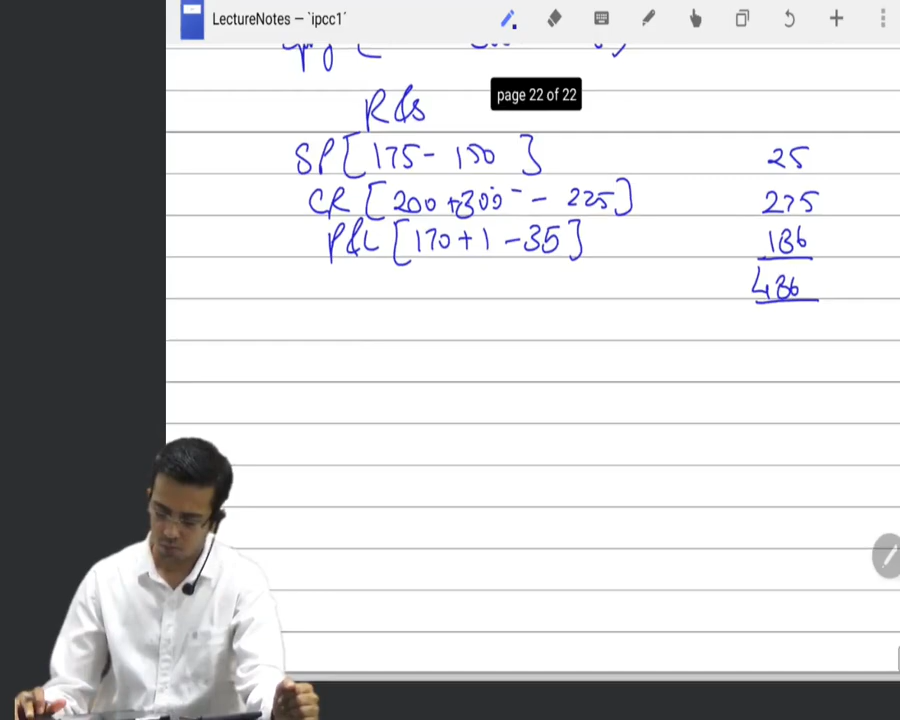 LectureNotes – `ipcc1´
page 22 of 22
R&S
SP [175 - 150 ] 25
CR [200 + 300 - 225] 275
P&L [170 + 1 - 35] 136
436